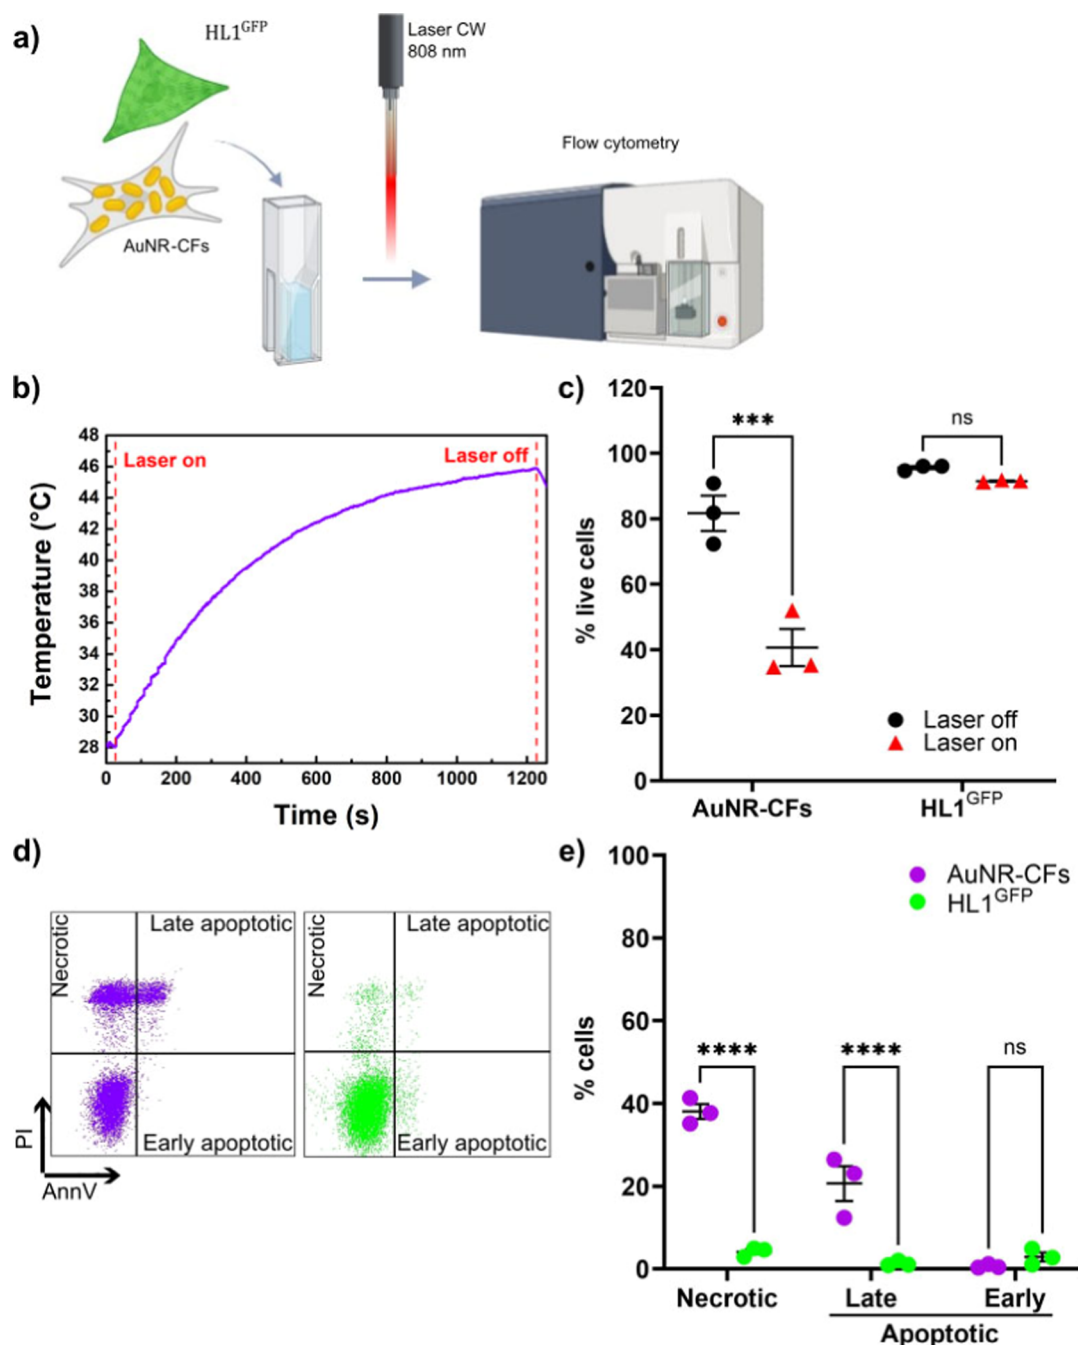 a)
HL1GFP
Laser CW
808 nm
Flow cytometry
AuNR-CFs
b)
48
46
44
42
40
38
36
34
32
30
28
Temperature (°C)
Laser on
Laser off
0 200 400 600 800 1000 1200
Time (s)
c)
120
100
80
60
40
20
0
% live cells
***
ns
Laser off
Laser on
AuNR-CFs HL1GFP
d)
Necrotic
Late apoptotic
Early apoptotic
Necrotic
Late apoptotic
Early apoptotic
PI
AnnV
e)
100
80
60
40
20
0
% cells
AuNR-CFs
HL1GFP
****
****
ns
Necrotic Late Early
Apoptotic